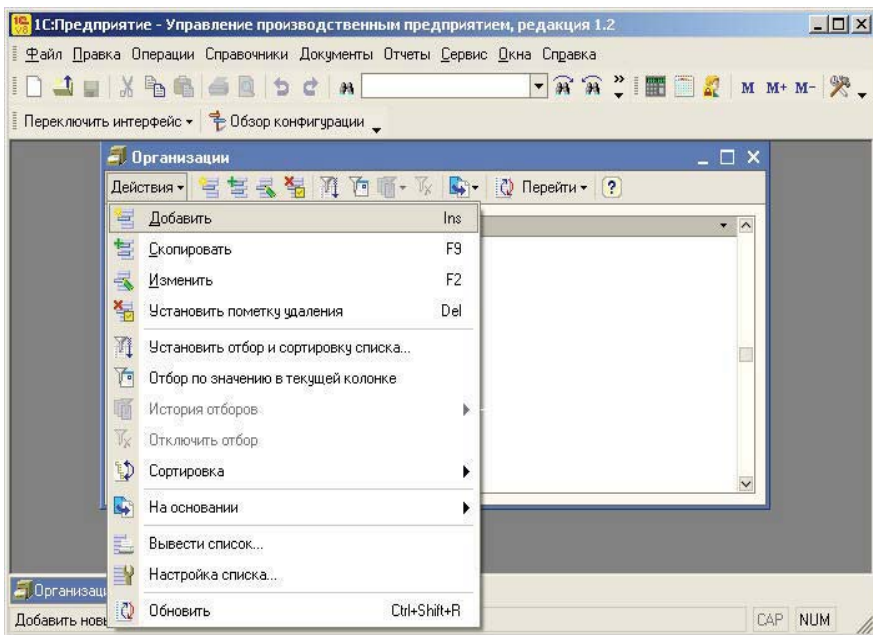 1С:Предприятие - Управление производственным предприятием, редакция 1.2
Файл Правка Операции Справочники Документы Отчеты Сервис Окна Справка
M M+ M-
Переключить интерфейс Обзор конфигурации
Организации
Действия Перейти ?
Добавить Ins
Скопировать F9
Изменить F2
Установить пометку удаления Del
Установить отбор и сортировку списка...
Отбор по значению в текущей колонке
История отборов
Отключить отбор
Сортировка
На основании
Вывести список...
Настройка списка...
Обновить Ctrl+Shift+R
Организац
Добавить нов
CAP NUM